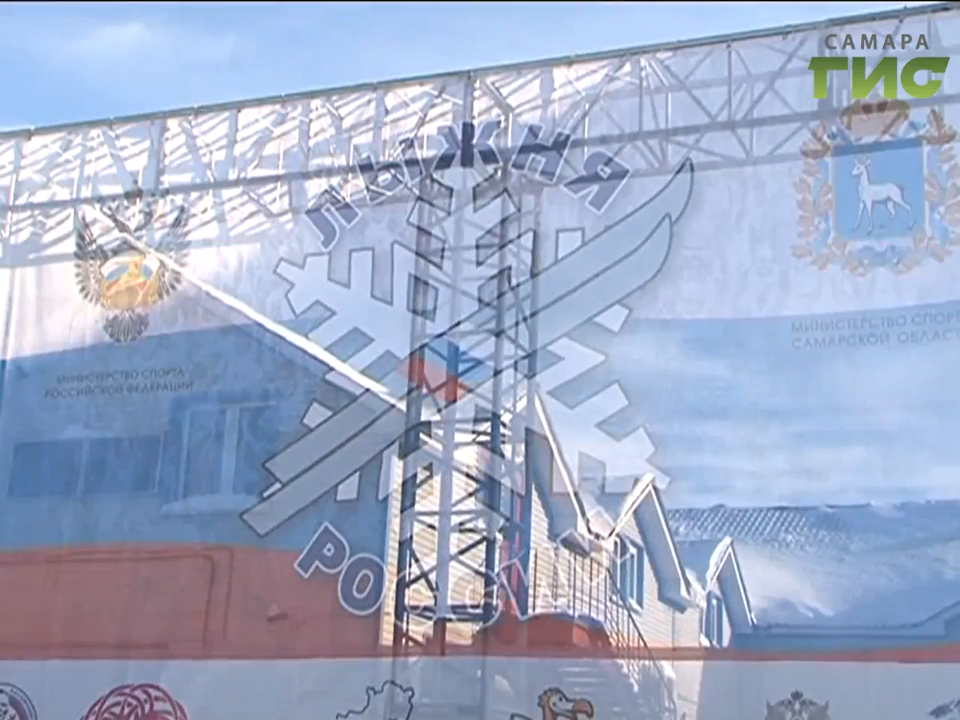 САМАРА
ГИС
ЛЫЖНЯ
РОССИИ
МИНИСТЕРСТВО СПОРТА
РОССИЙСКОЙ ФЕДЕРАЦИИ
МИНИСТЕРСТВО СПОРТА
САМАРСКОЙ ОБЛАСТИ